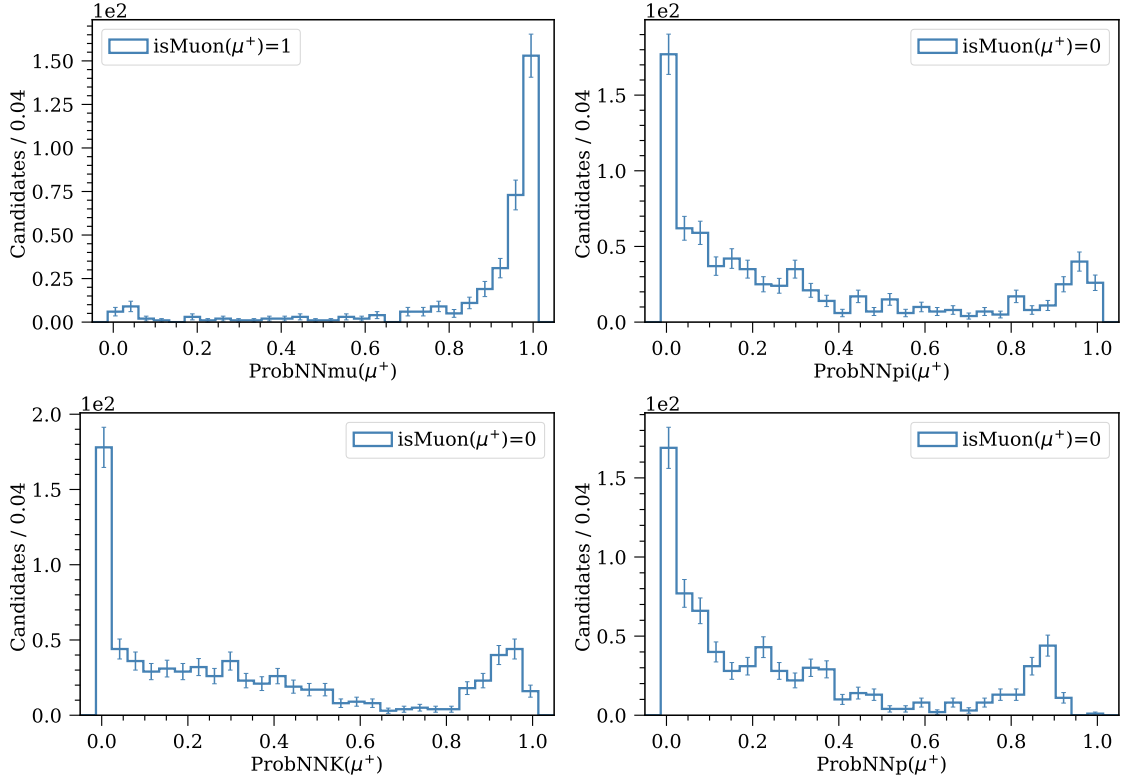 1e2
isMuon(μ⁺)=1
Candidates / 0.04
1.50
1.25
1.00
0.75
0.50
0.25
0.00
0.0 0.2 0.4 0.6 0.8 1.0
ProbNNmu(μ⁺)
1e2
isMuon(μ⁺)=0
Candidates / 0.04
1.5
1.0
0.5
0.0
0.0 0.2 0.4 0.6 0.8 1.0
ProbNNpi(μ⁺)
1e2
isMuon(μ⁺)=0
Candidates / 0.04
2.0
1.5
1.0
0.5
0.0
0.0 0.2 0.4 0.6 0.8 1.0
ProbNNK(μ⁺)
1e2
isMuon(μ⁺)=0
Candidates / 0.04
1.5
1.0
0.5
0.0
0.0 0.2 0.4 0.6 0.8 1.0
ProbNNp(μ⁺)